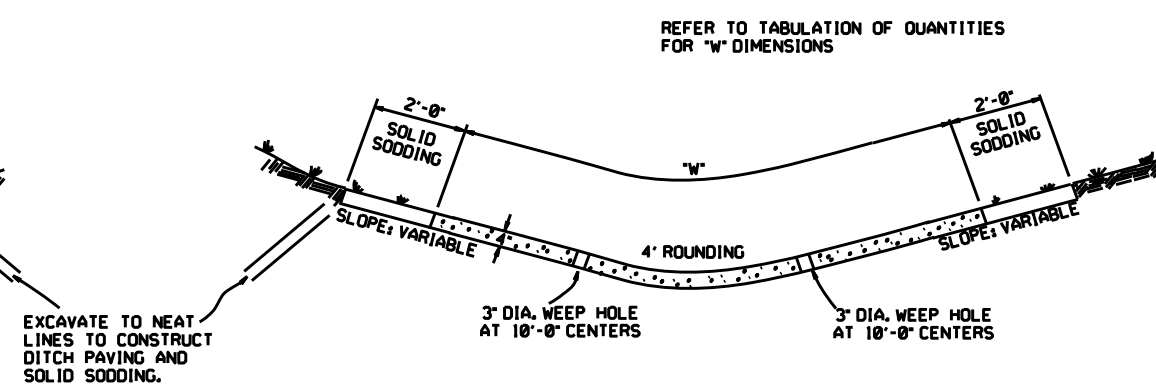 REFER TO TABULATION OF QUANTITIES
FOR "W" DIMENSIONS
2'-0"
2'-0"
SOLID
SODDING
SOLID
SODDING
"W"
SLOPE: VARIABLE
4' ROUNDING
SLOPE: VARIABLE
3" DIA. WEEP HOLE
AT 10'-0" CENTERS
3" DIA. WEEP HOLE
AT 10'-0" CENTERS
EXCAVATE TO NEAT
LINES TO CONSTRUCT
DITCH PAVING AND
SOLID SODDING.